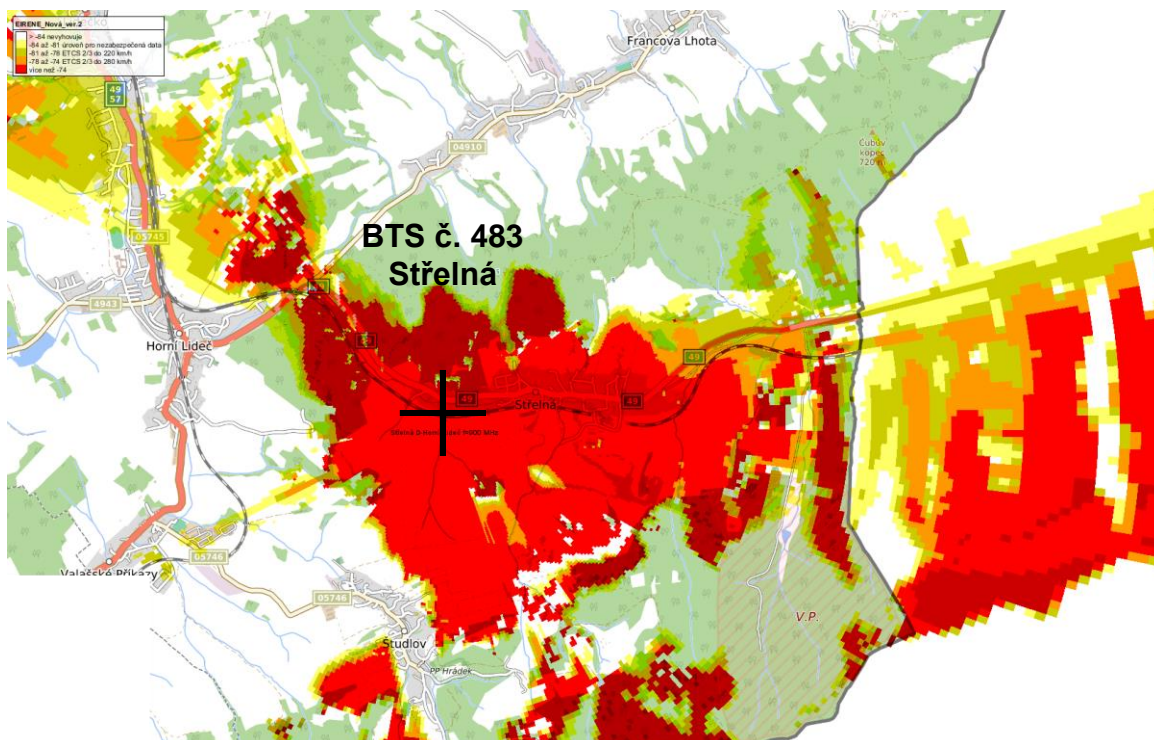 EIRENE_Nová_ver.2
> -84 nevyhovuje
-84 až -81 úroveň pro nezabezpečená data
-81 až -78 ETCS 2/3 do 220 km/h
-78 až -74 ETCS 2/3 do 280 km/h
více než -74
Francova Lhota
49
57
04910
Čubův
kopec
720
BTS č. 483
Střelná
05745
4943
Horní Lideč
49
49
Střelná
49
05746
Valašské Příkazy
05746
Študlov
PP Hrádek
V.P.